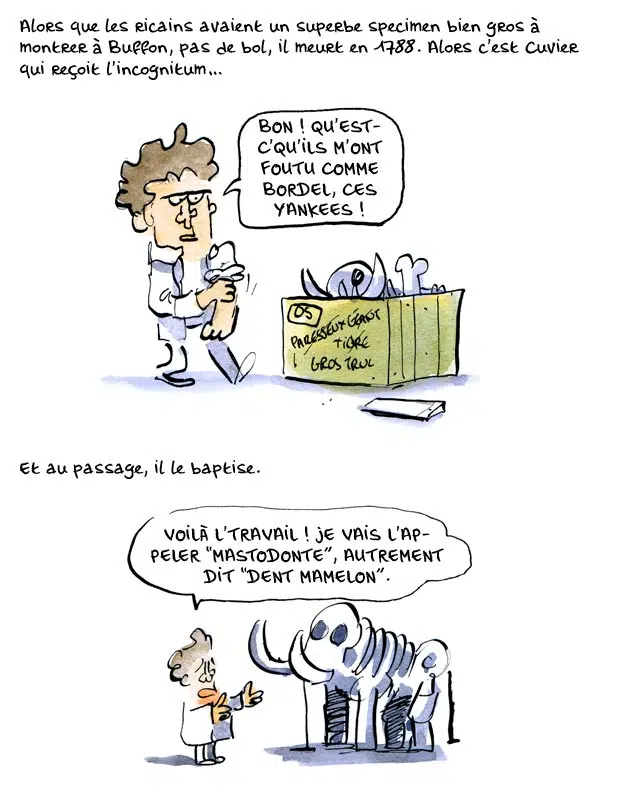 Alors que les ricains avaient un superbe specimen bien gros à
montrer à Buffon, pas de bol, il meurt en 1788. Alors c'est Cuvier
qui reçoit l'incognitum...
BON ! QU'EST-
C'QU'ILS M'ONT
FOUTU COMME
BORDEL, CES
YANKEES !
OS
PARESSEUX GÉANT
TIGRE
GROS TRUC
Et au passage, il le baptise.
VOILÀ L'TRAVAIL ! JE VAIS L'AP-
PELER "MASTODONTE", AUTREMENT
DIT "DENT MAMELON".